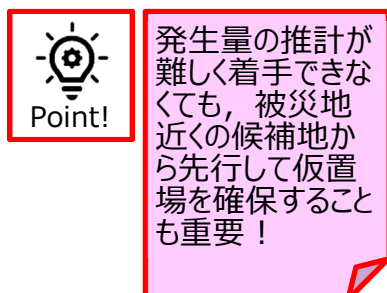 Point!
発生量の推計が
難しく着手できな
くても，被災地
近くの候補地か
ら先行して仮置
場を確保すること
も重要！